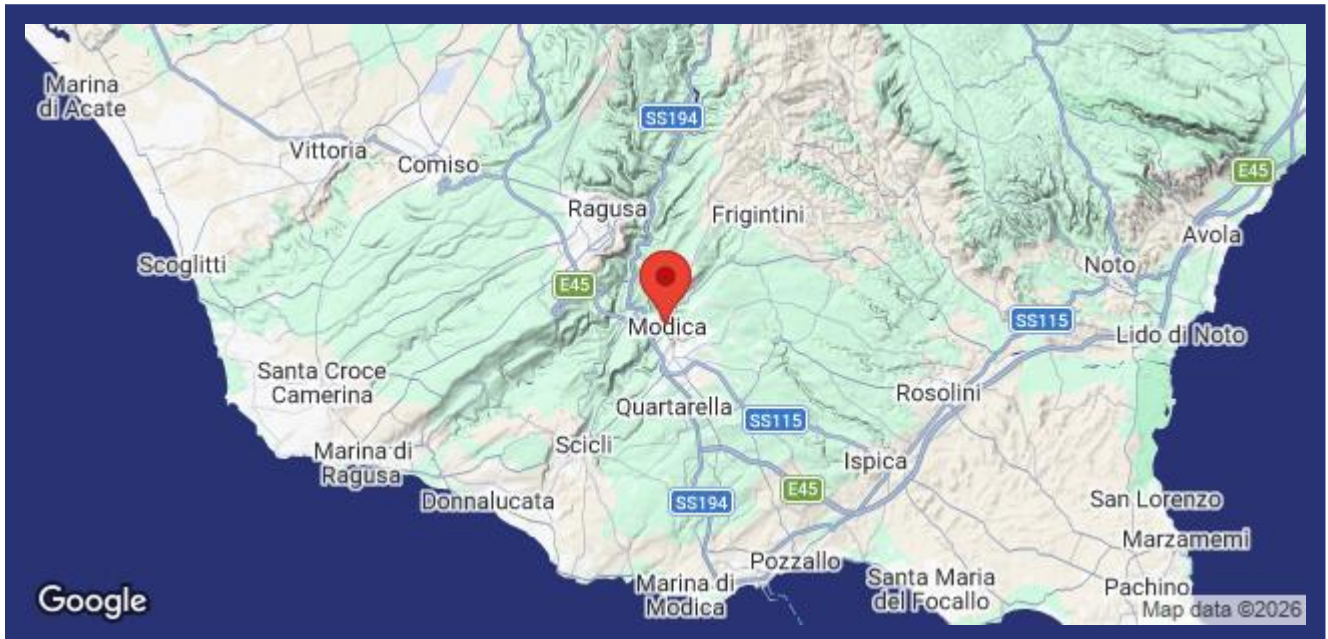 Marina
di Acate
SS194
Vittoria
Comiso
E45
Ragusa
Frigintini
Avola
Scoglitti
Noto
E45
Modica
SS115
Lido di Noto
Santa Croce
Camerina
Rosolini
Quartarella
SS115
Scicli
Marina di
Ragusa
Ispica
Donnalucata
SS194
E45
San Lorenzo
Marzamemi
Pozzallo
Marina di
Modica
Santa Maria
del Focallo
Pachino
Google
Map data ©2026